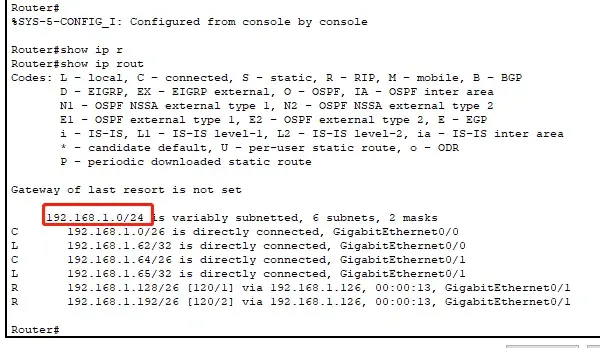 Router#
%SYS-5-CONFIG_I: Configured from console by console
Router#show ip r
Router#show ip rout
Codes: L - local, C - connected, S - static, R - RIP, M - mobile, B - BGP
D - EIGRP, EX - EIGRP external, O - OSPF, IA - OSPF inter area
N1 - OSPF NSSA external type 1, N2 - OSPF NSSA external type 2
E1 - OSPF external type 1, E2 - OSPF external type 2, E - EGP
i - IS-IS, L1 - IS-IS level-1, L2 - IS-IS level-2, ia - IS-IS inter area
* - candidate default, U - per-user static route, o - ODR
P - periodic downloaded static route
Gateway of last resort is not set
192.168.1.0/24 is variably subnetted, 6 subnets, 2 masks
C 192.168.1.0/26 is directly connected, GigabitEthernet0/0
L 192.168.1.62/32 is directly connected, GigabitEthernet0/0
C 192.168.1.64/26 is directly connected, GigabitEthernet0/1
L 192.168.1.65/32 is directly connected, GigabitEthernet0/1
R 192.168.1.128/26 [120/1] via 192.168.1.126, 00:00:13, GigabitEthernet0/1
R 192.168.1.192/26 [120/2] via 192.168.1.126, 00:00:13, GigabitEthernet0/1
Router#